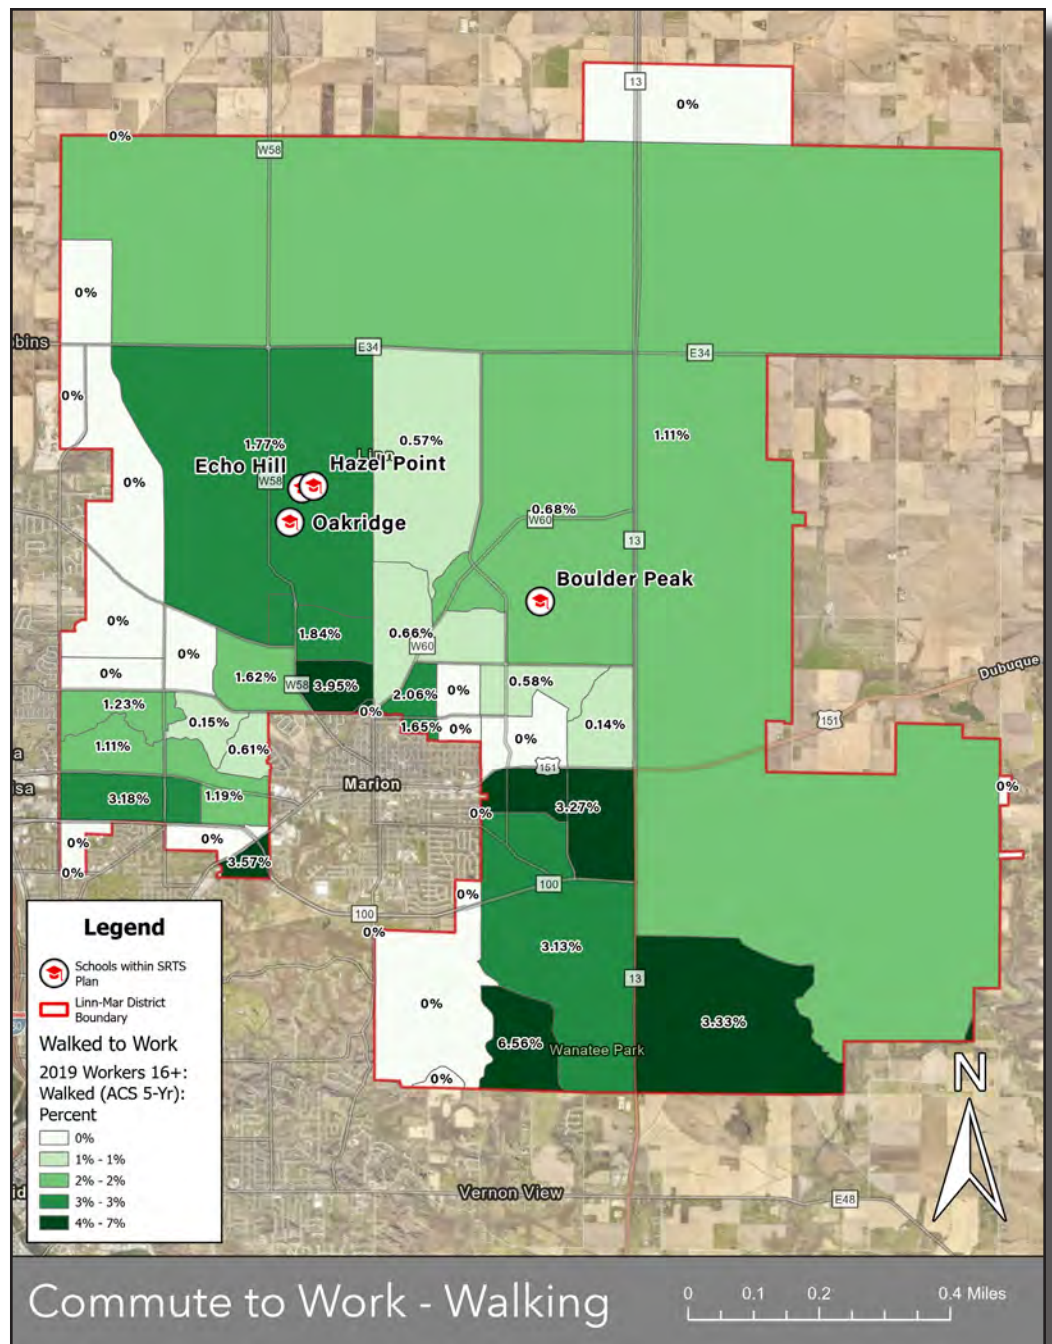 13
0%
0%
W58
0%
bins
E34
E34
0%
1.77%
0.57%
1.11%
Linn
Echo Hill
Hazel Point
W58
0%
Oakridge
0.68%
W60
13
Boulder Peak
0%
1.84%
0.66%
W60
0%
0%
1.62%
W58
3.95%
2.06%
0%
0.58%
Dubuque
1.23%
0.15%
0%
1.65%
0%
0%
0.14%
151
a
1.11%
0.61%
151
Marion
sa
3.18%
1.19%
0%
3.27%
0%
0%
0%
3.57%
0%
100
0%
100
0%
3.13%
13
0%
3.33%
6.56%
Wanatee Park
0%
Legend
Schools within SRTS
Plan
Linn-Mar District
Boundary
Walked to Work
2019 Workers 16+:
Walked (ACS 5-Yr):
Percent
0%
1% - 1%
2% - 2%
3% - 3%
4% - 7%
N
id
Vernon View
E48
Commute to Work - Walking
0 0.1 0.2 0.4 Miles